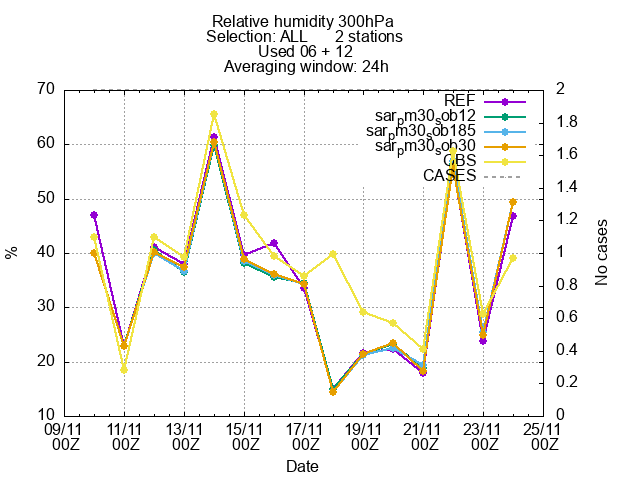 Relative humidity 300hPa
Selection: ALL 2 stations
Used 06 + 12
Averaging window: 24h
70
60
50
40
30
20
10
%
2
1.8
1.6
1.4
1.2
1
0.8
0.6
0.4
0.2
0
No cases
REF
sarpm30sob12
sarpm30sob185
sarpm30sob30
OBS
CASES
09/11 11/11 13/11 15/11 17/11 19/11 21/11 23/11 25/11
00Z 00Z 00Z 00Z 00Z 00Z 00Z 00Z 00Z
Date